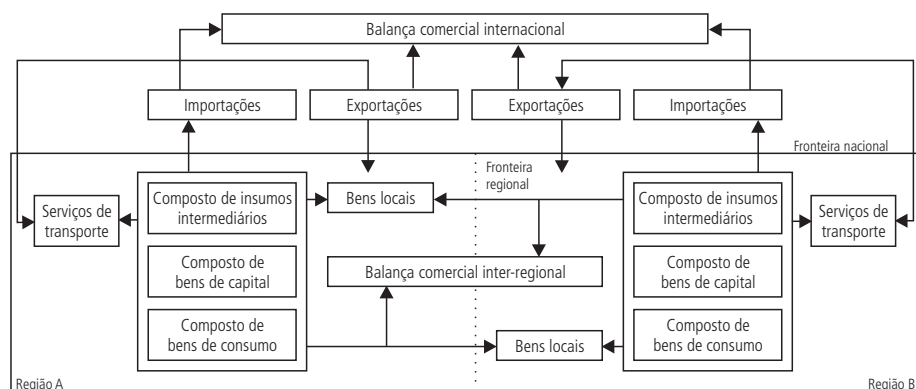 Balança comercial internacional
Importações
Exportações
Exportações
Importações
Fronteira nacional
Fronteira
regional
Serviços de
transporte
Composto de insumos
intermediários
Bens locais
Composto de insumos
intermediários
Serviços de
transporte
Composto de
bens de capital
Balança comercial inter-regional
Composto de
bens de capital
Composto de
bens de consumo
Bens locais
Composto de
bens de consumo
Região A
Região B